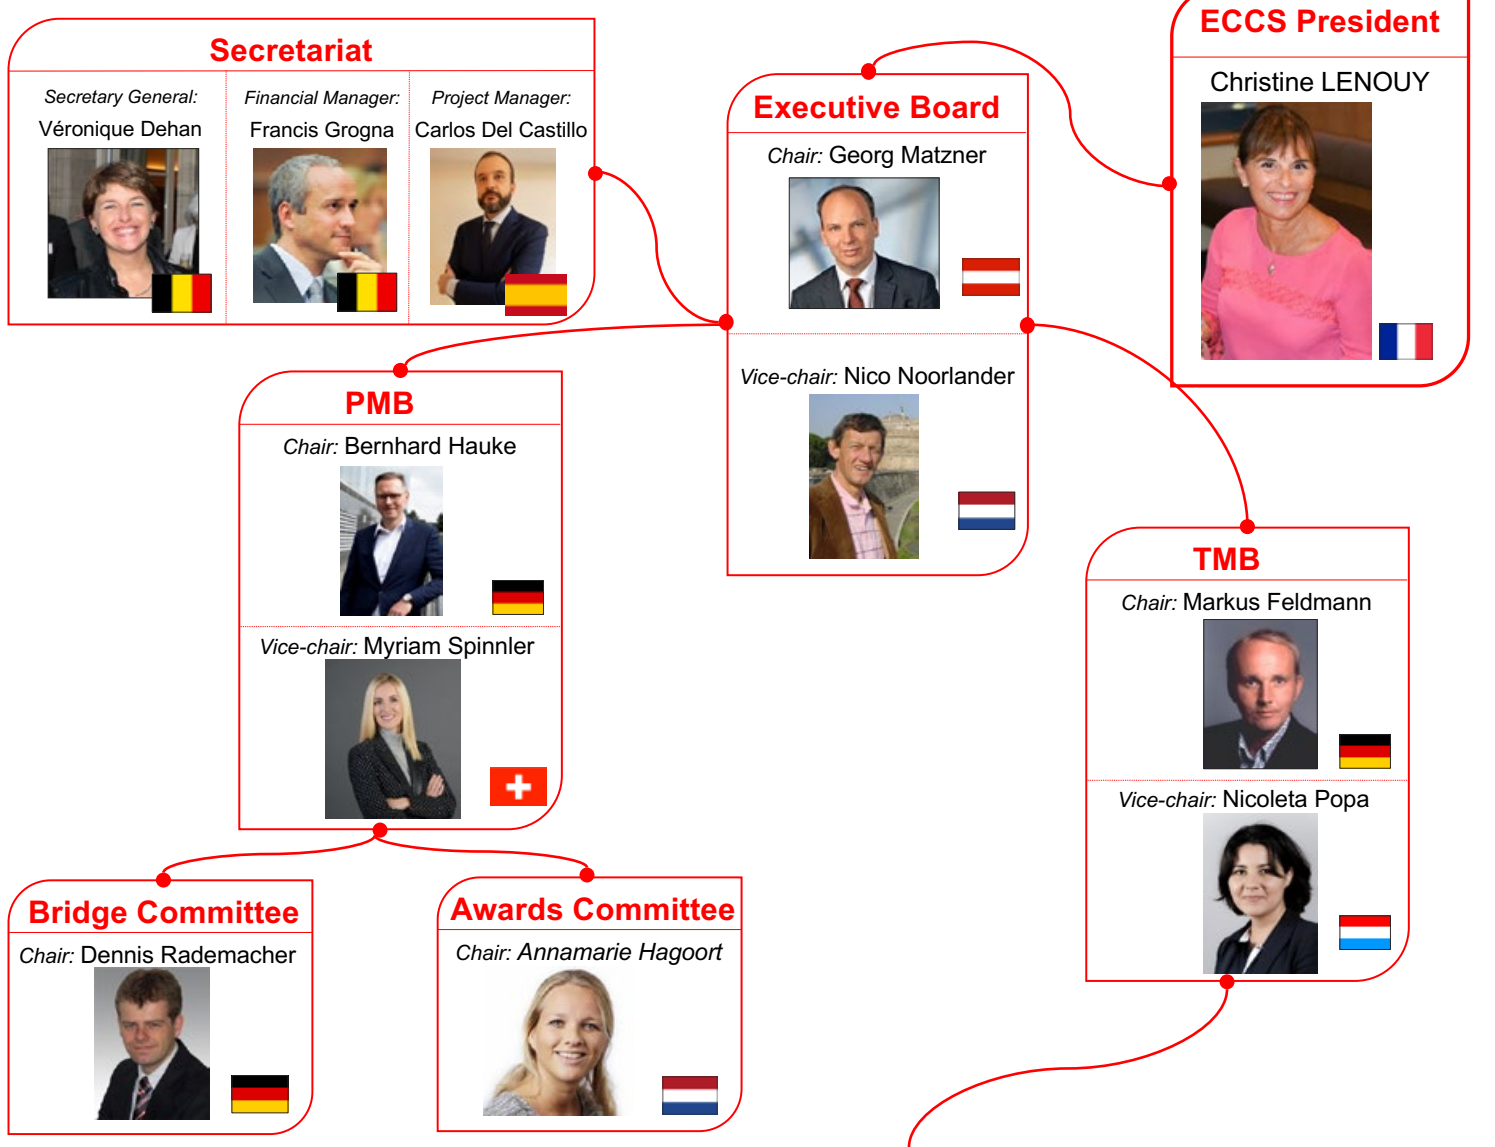 Secretariat
Secretary General:
Véronique Dehan
Financial Manager:
Francis Grogna
Project Manager:
Carlos Del Castillo
Executive Board
Chair: Georg Matzner
Vice-chair: Nico Noorlander
ECCS President
Christine LENOUY
PMB
Chair: Bernhard Hauke
Vice-chair: Myriam Spinnler
TMB
Chair: Markus Feldmann
Vice-chair: Nicoleta Popa
Bridge Committee
Chair: Dennis Rademacher
Awards Committee
Chair: Annamarie Hagoort